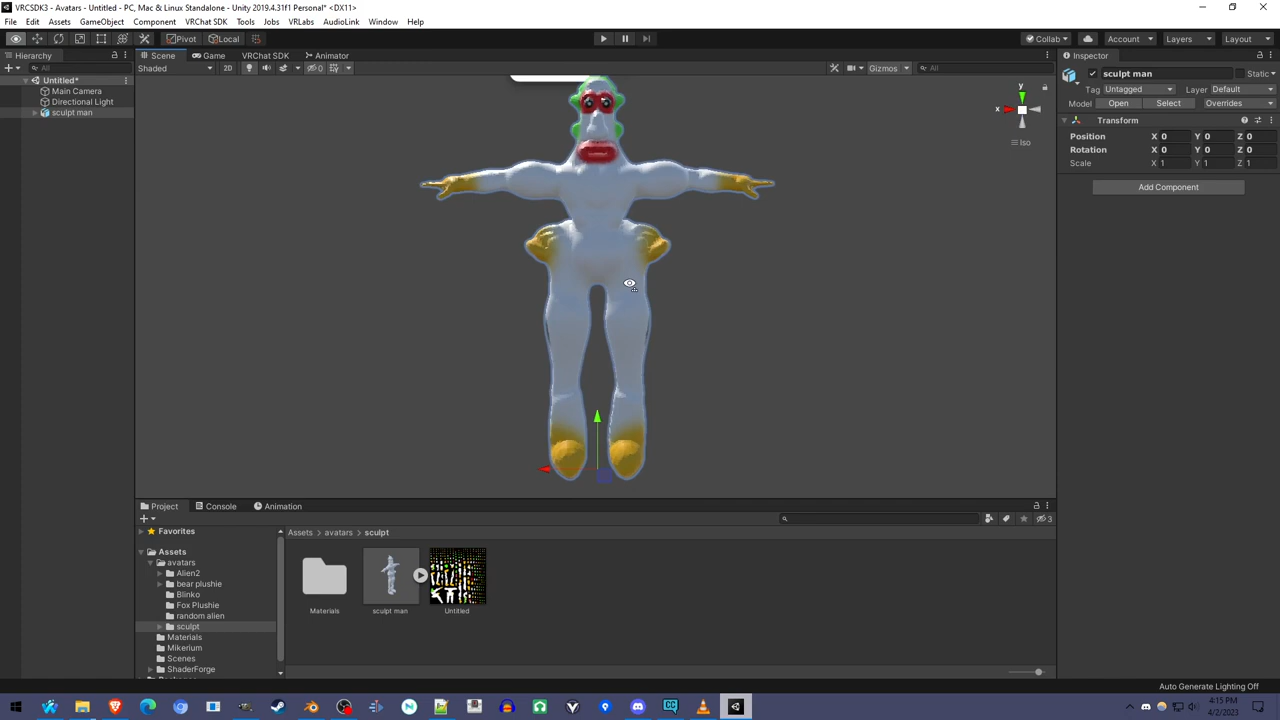 VRCSDK3 - Avatars - Untitled - PC, Mac & Linux Standalone - Unity 2019.4.31f1 Personal* <DX11>
File Edit Assets GameObject Component VRChat SDK Tools Jobs VRLabs AudioLink Window Help
Pivot Local Collab Account Layers Layout
Hierarchy Scene Game VRChat SDK Animator Inspector
All Shaded 2D 0 Gizmos All sculpt man Static
Untitled*
Main Camera
Directional Light
sculpt man
Tag Untagged Layer Default
Model Open Select Overrides
Transform
Position X 0 Y 0 Z 0
Rotation X 0 Y 0 Z 0
Scale X 1 Y 1 Z 1
Add Component
y
x
Iso
Project Console Animation
3
Favorites Assets > avatars > sculpt
Assets
avatars
Alien2
bear plushie
Blinko
Fox Plushie
random alien
sculpt
Materials
Mikerium
Scenes
ShaderForge
Materials sculpt man Untitled
Auto Generate Lighting Off
4:15 PM
4/2/2023